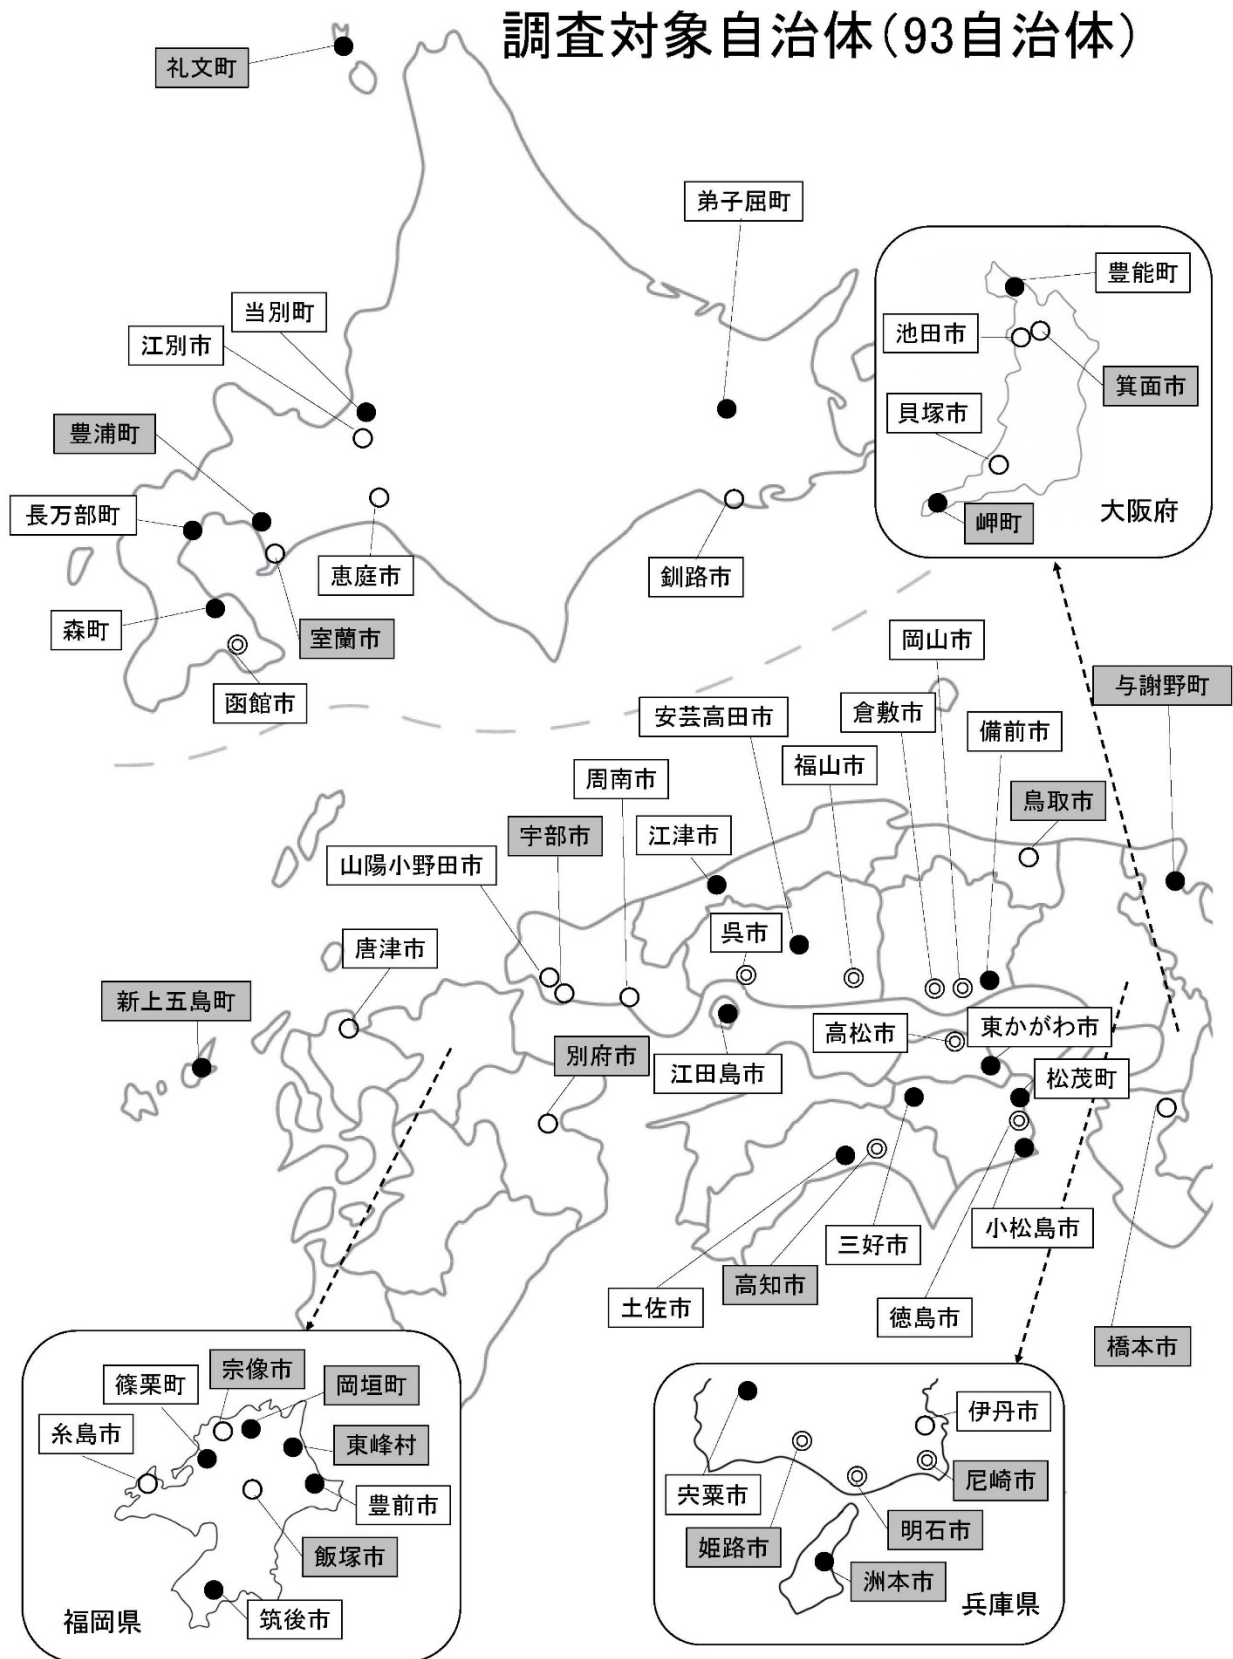 調査対象自治体(93自治体)
礼文町
弟子屈町
当別町
江別市
豊浦町
長万部町
森町
函館市
室蘭市
恵庭市
釧路市
豊能町
池田市
箕面市
貝塚市
岬町
大阪府
与謝野町
岡山市
安芸高田市
倉敷市
備前市
福山市
鳥取市
周南市
宇部市
江津市
山陽小野田市
呉市
唐津市
新上五島町
別府市
江田島市
高松市
東かがわ市
松茂町
三好市
小松島市
高知市
土佐市
徳島市
橋本市
宗像市
岡垣町
篠栗町
糸島市
東峰村
豊前市
飯塚市
筑後市
福岡県
伊丹市
宍粟市
尼崎市
姫路市
明石市
洲本市
兵庫県